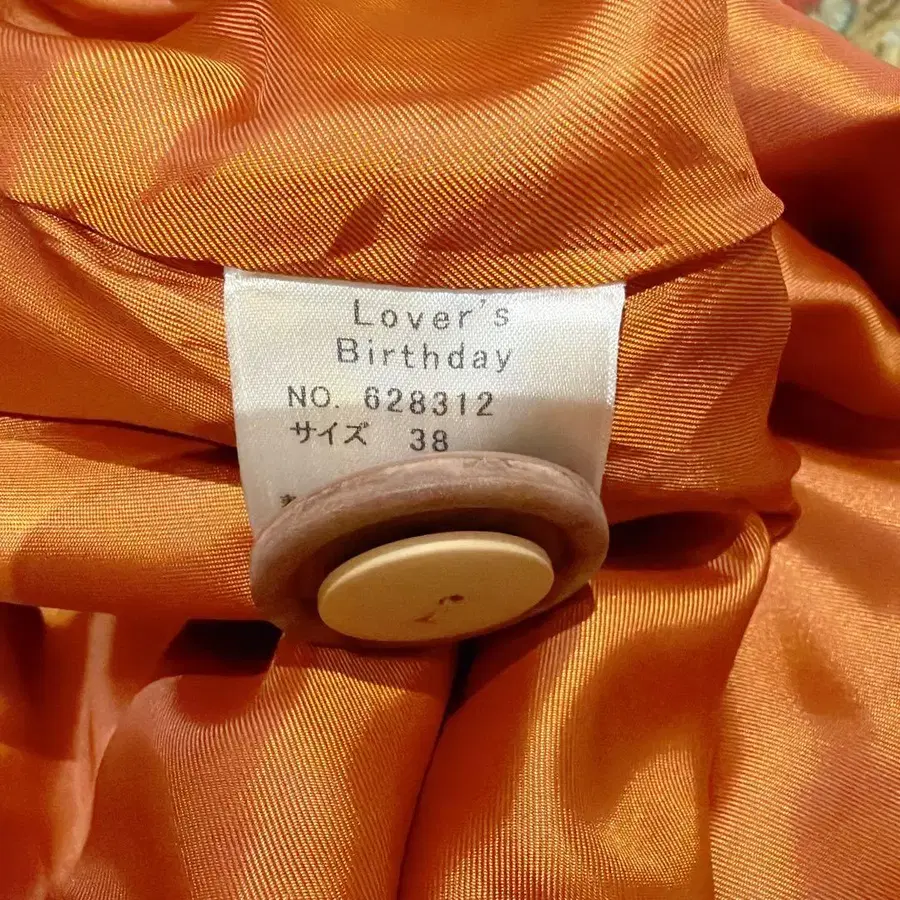 Lover's
Birthday
NO. 628312
サイズ 38